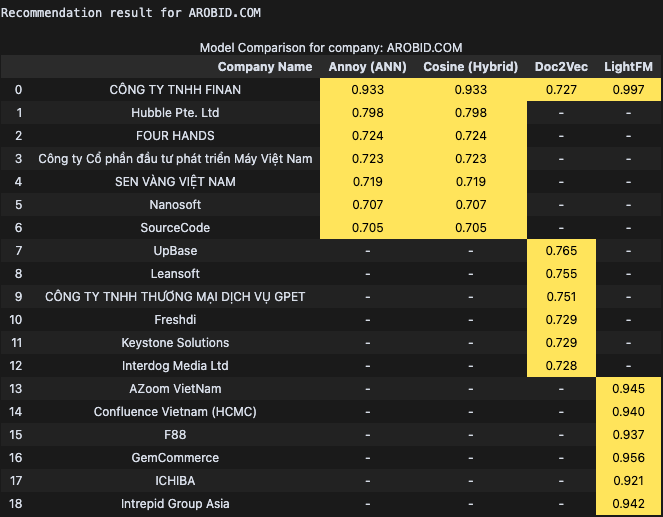 Recommendation result for AROBID.COM
Model Comparison for company: AROBID.COM
Company Name Annoy (ANN) Cosine (Hybrid) Doc2Vec LightFM
0 CÔNG TY TNHH FINAN 0.933 0.933 0.727 0.997
1 Hubble Pte. Ltd 0.798 0.798 - -
2 FOUR HANDS 0.724 0.724 - -
3 Công ty Cổ phần đầu tư phát triển Máy Việt Nam 0.723 0.723 - -
4 SEN VÀNG VIỆT NAM 0.719 0.719 - -
5 Nanosoft 0.707 0.707 - -
6 SourceCode 0.705 0.705 - -
7 UpBase - - 0.765 -
8 Leansoft - - 0.755 -
9 CÔNG TY TNHH THƯƠNG MẠI DỊCH VỤ GPET - - 0.751 -
10 Freshdi - - 0.729 -
11 Keystone Solutions - - 0.729 -
12 Interdog Media Ltd - - 0.728 -
13 AZoom VietNam - - - 0.945
14 Confluence Vietnam (HCMC) - - - 0.940
15 F88 - - - 0.937
16 GemCommerce - - - 0.956
17 ICHIBA - - - 0.921
18 Intrepid Group Asia - - - 0.942